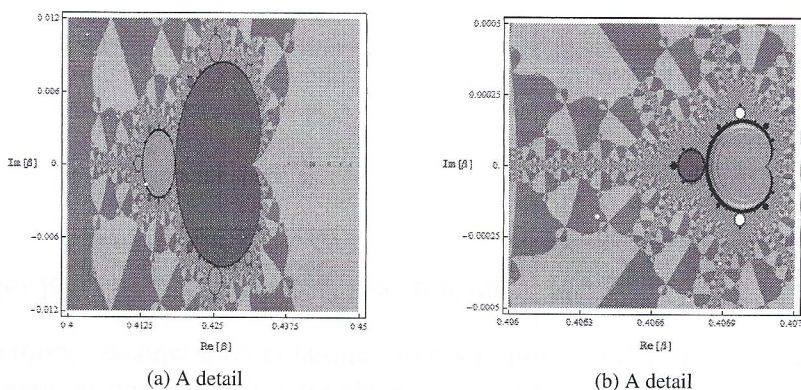 0.012
0.006
Im[β] 0.
-0.006
-0.012
0.4 0.4125 0.425 0.4375 0.45
Re[β]
(a) A detail
0.0005
0.00025
Im[β] 0.
-0.00025
-0.0005
0.406 0.4063 0.4066 0.4069 0.407
Re[β]
(b) A detail